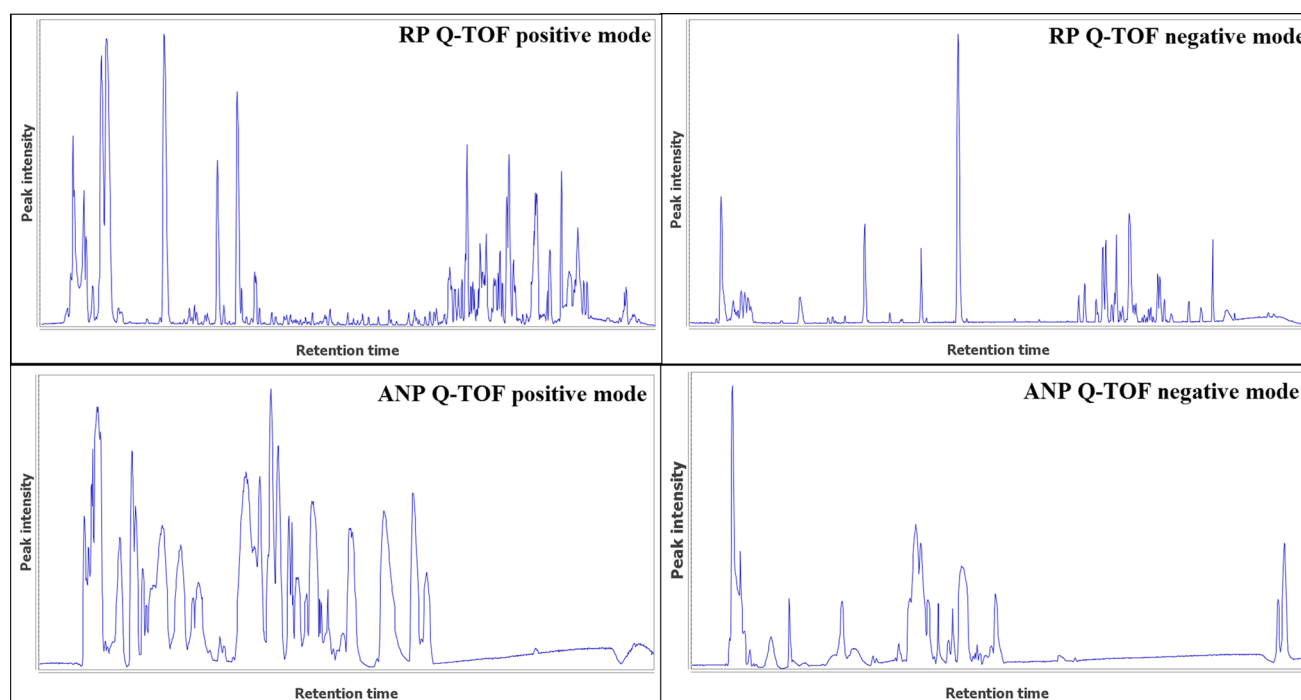 RP Q-TOF positive mode
Peak intensity
Retention time
RP Q-TOF negative mode
Peak intensity
Retention time
ANP Q-TOF positive mode
Peak intensity
Retention time
ANP Q-TOF negative mode
Peak intensity
Retention time